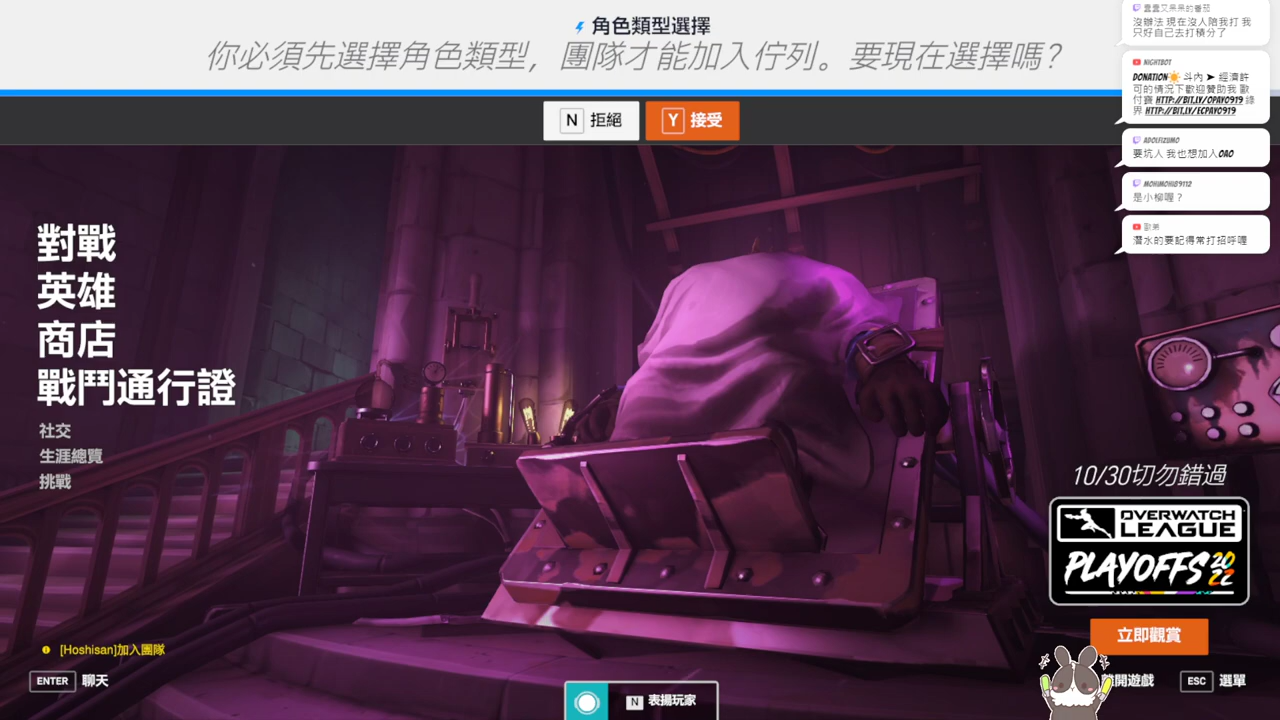 角色類型選擇
你必須先選擇角色類型，團隊才能加入佇列。要現在選擇嗎？
N 拒絕
Y 接受
沒辦法 現在沒人陪我打 我
只好自己去打積分了
NIGHTBOT
DONATION☀️ 斗內 ➤ 經濟許
可的情況下歡迎贊助我 歐
付寶 HTTP://BIT.LY/OPAY0919 綠
界 HTTP://BIT.LY/ECPAY0919
ADOLFIZUMO
要坑人 我也想加入OAO
MOHIMOHI89112
是小柳喔？
歐弟
潛水的要記得常打招呼喔
對戰
英雄
商店
戰鬥通行證
社交
生涯總覽
挑戰
10/30切勿錯過
OVERWATCH
LEAGUE
PLAYOFFS 2022
立即觀賞
[Hoshisan]加入團隊
ENTER 聊天
開遊戲
ESC 選單
N 表揚玩家